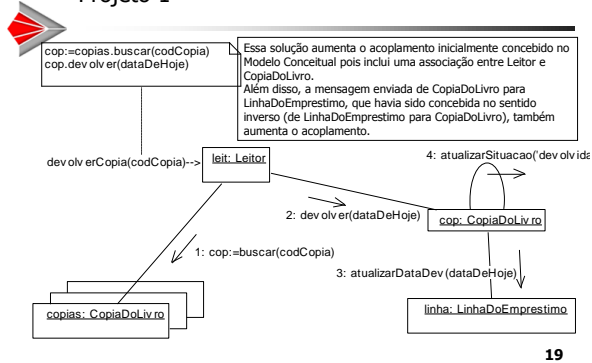 Projeto 1
cop:=copias.buscar(codCopia)
cop.devolver(dataDeHoje)
Essa solução aumenta o acoplamento inicialmente concebido no
Modelo Conceitual pois inclui uma associação entre Leitor e
CopiaDoLivro.
Além disso, a mensagem enviada de CopiaDoLivro para
LinhaDoEmprestimo, que havia sido concebida no sentido
inverso (de LinhaDoEmprestimo para CopiaDoLivro), também
aumenta o acoplamento.
devolverCopia(codCopia)-->
leit: Leitor
4: atualizarSituacao('devolvida
2: devolver(dataDeHoje)
cop: CopiaDoLivro
1: cop:=buscar(codCopia)
3: atualizarDataDev(dataDeHoje)
copias: CopiaDoLivro
linha: LinhaDoEmprestimo
19